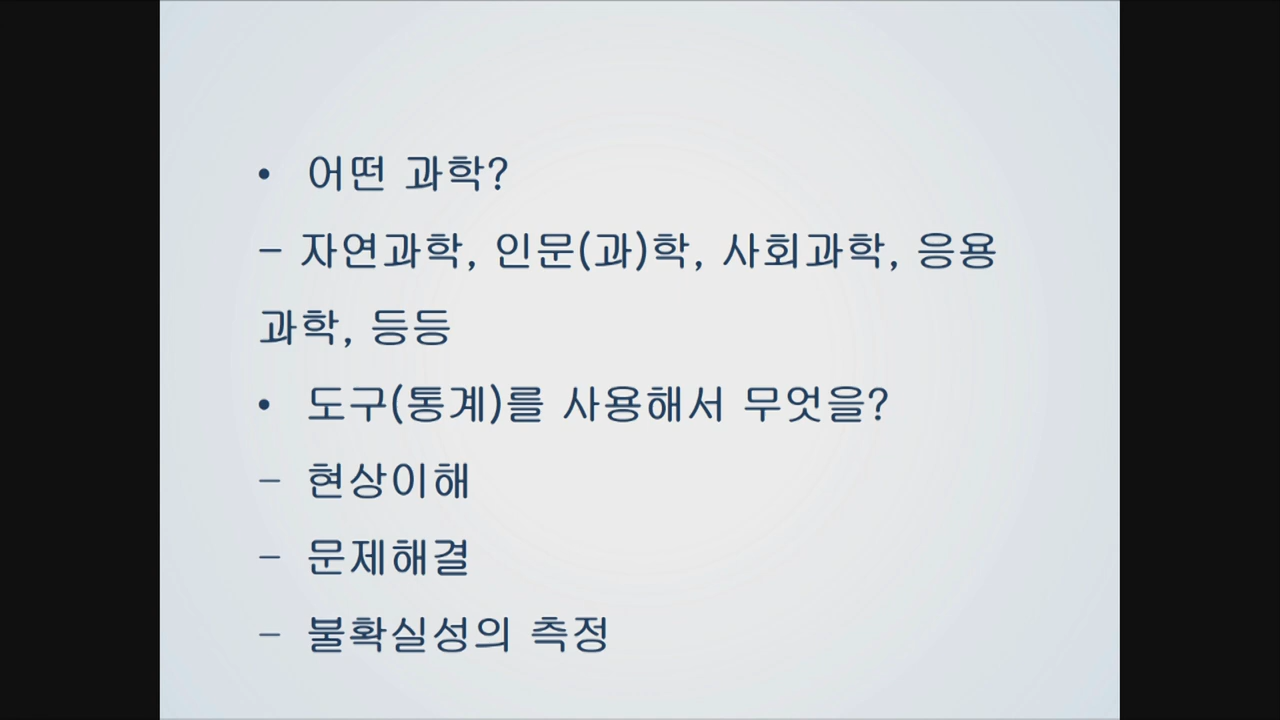 • 어떤 과학?
– 자연과학, 인문(과)학, 사회과학, 응용
과학, 등등
• 도구(통계)를 사용해서 무엇을?
– 현상이해
– 문제해결
– 불확실성의 측정